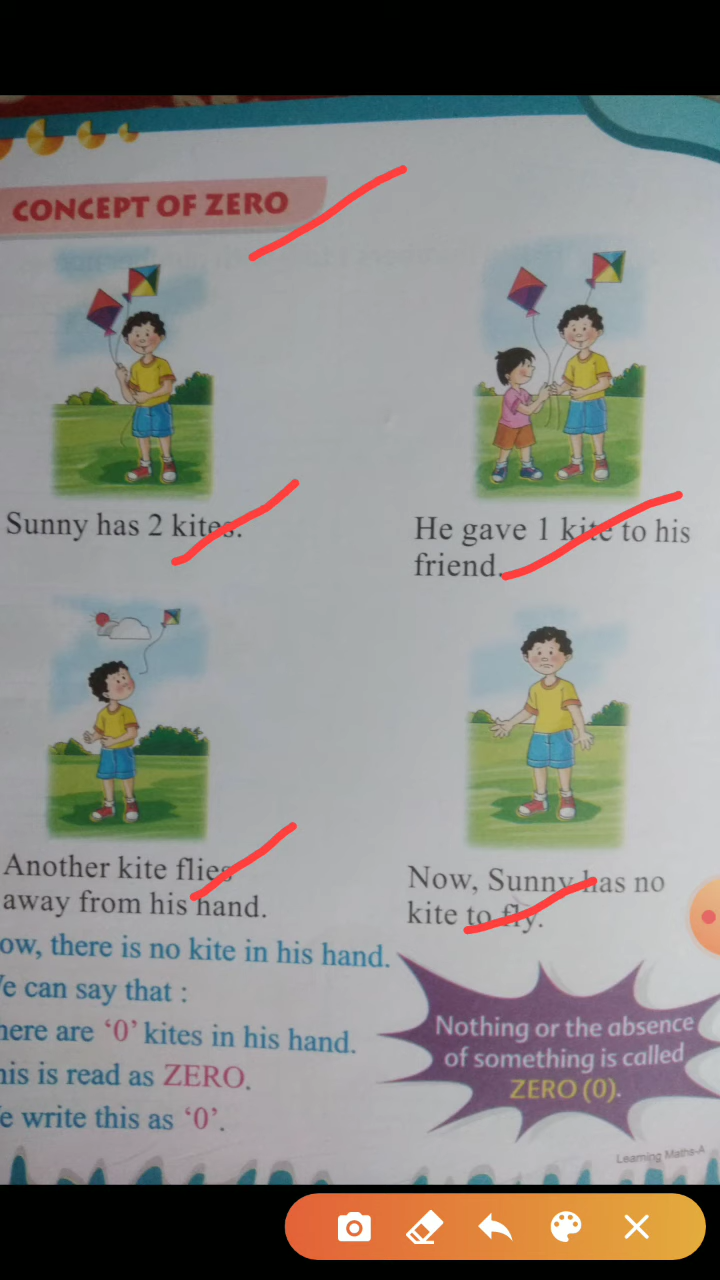 CONCEPT OF ZERO
Sunny has 2 kites.
He gave 1 kite to his
friend.
Another kite flies
away from his hand.
Now, Sunny has no
kite to fly.
ow, there is no kite in his hand.
e can say that :
here are ‘0’ kites in his hand.
his is read as ZERO.
e write this as ‘0’.
Nothing or the absence
of something is called
ZERO (0).
Learning Maths-A